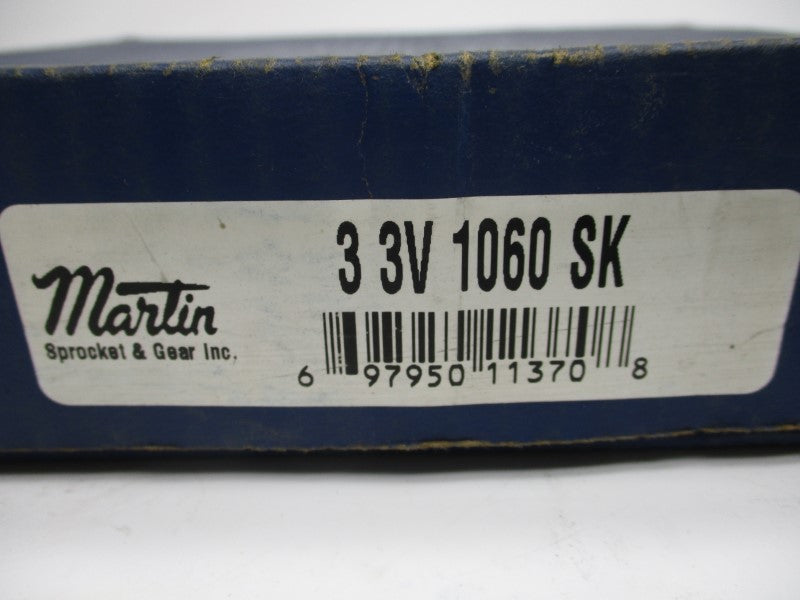 3 3V 1060 SK
Martin
Sprocket & Gear Inc.
6 97950 11370 8